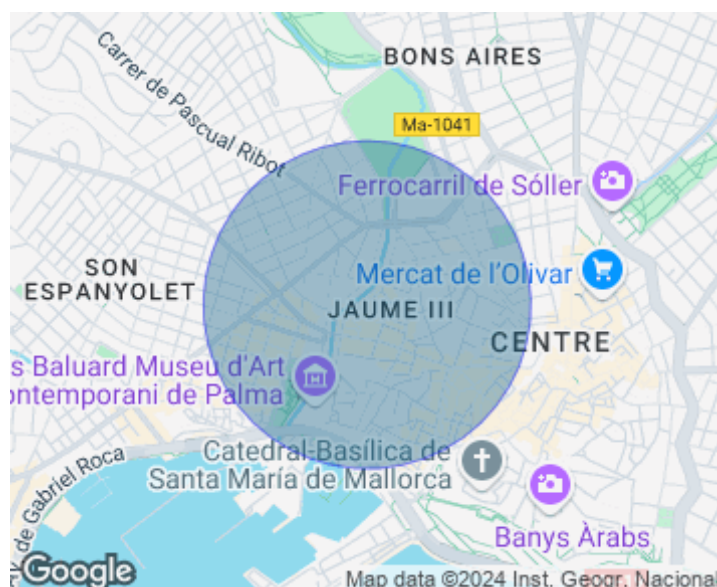 BONS AIRES
Carrer de Pascual Ribot
Ma-1041
Ferrocarril de Sóller
SON
ESPANYOLET
Mercat de l'Olivar
JAUME III
CENTRE
s Baluard Museu d'Art
ontemporani de Palma
de Gabriel Roca
Catedral-Basílica de
Santa María de Mallorca
Banys Àrabs
Google
Map data ©2024 Inst. Geogr. Nacional